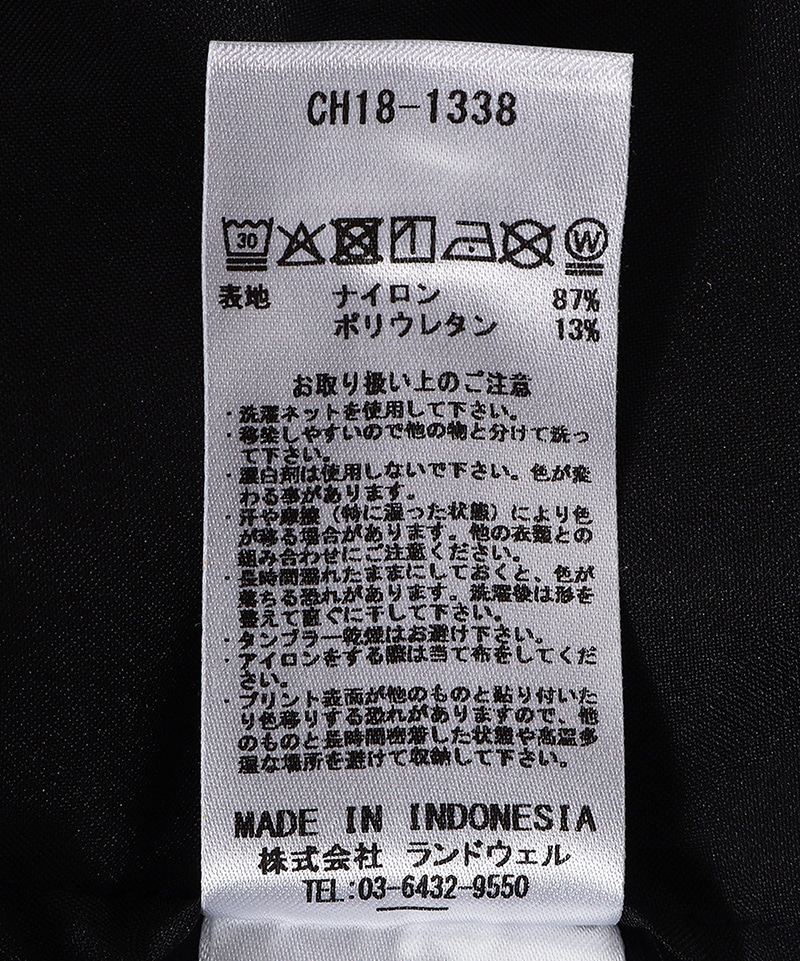 CH18-1338
30 W
表地 ナイロン 87%
ポリウレタン 13%
お取り扱い上のご注意
・洗濯ネットを使用して下さい。
・移染しやすいので他の物と分けて洗っ
て下さい。
・漂白剤は使用しないで下さい。色が変
わる事があります。
・汗や摩擦（特に湿った状態）により色
が移る場合があります。他の衣類との
組み合わせにご注意ください。
・長時間濡れたままにしておくと、色が
落ちる恐れがあります。洗濯後は形を
整えて直ぐに干して下さい。
・タンブラー乾燥はお避け下さい。
・アイロンをする際は当て布をしてくだ
さい。
・プリント表面が他のものと貼り付いた
り色移りする恐れがありますので、他
のものと長時間密着した状態や高温多
湿な場所を避けて収納して下さい。
MADE IN INDONESIA
株式会社 ランドウェル
TEL:03-6432-9550